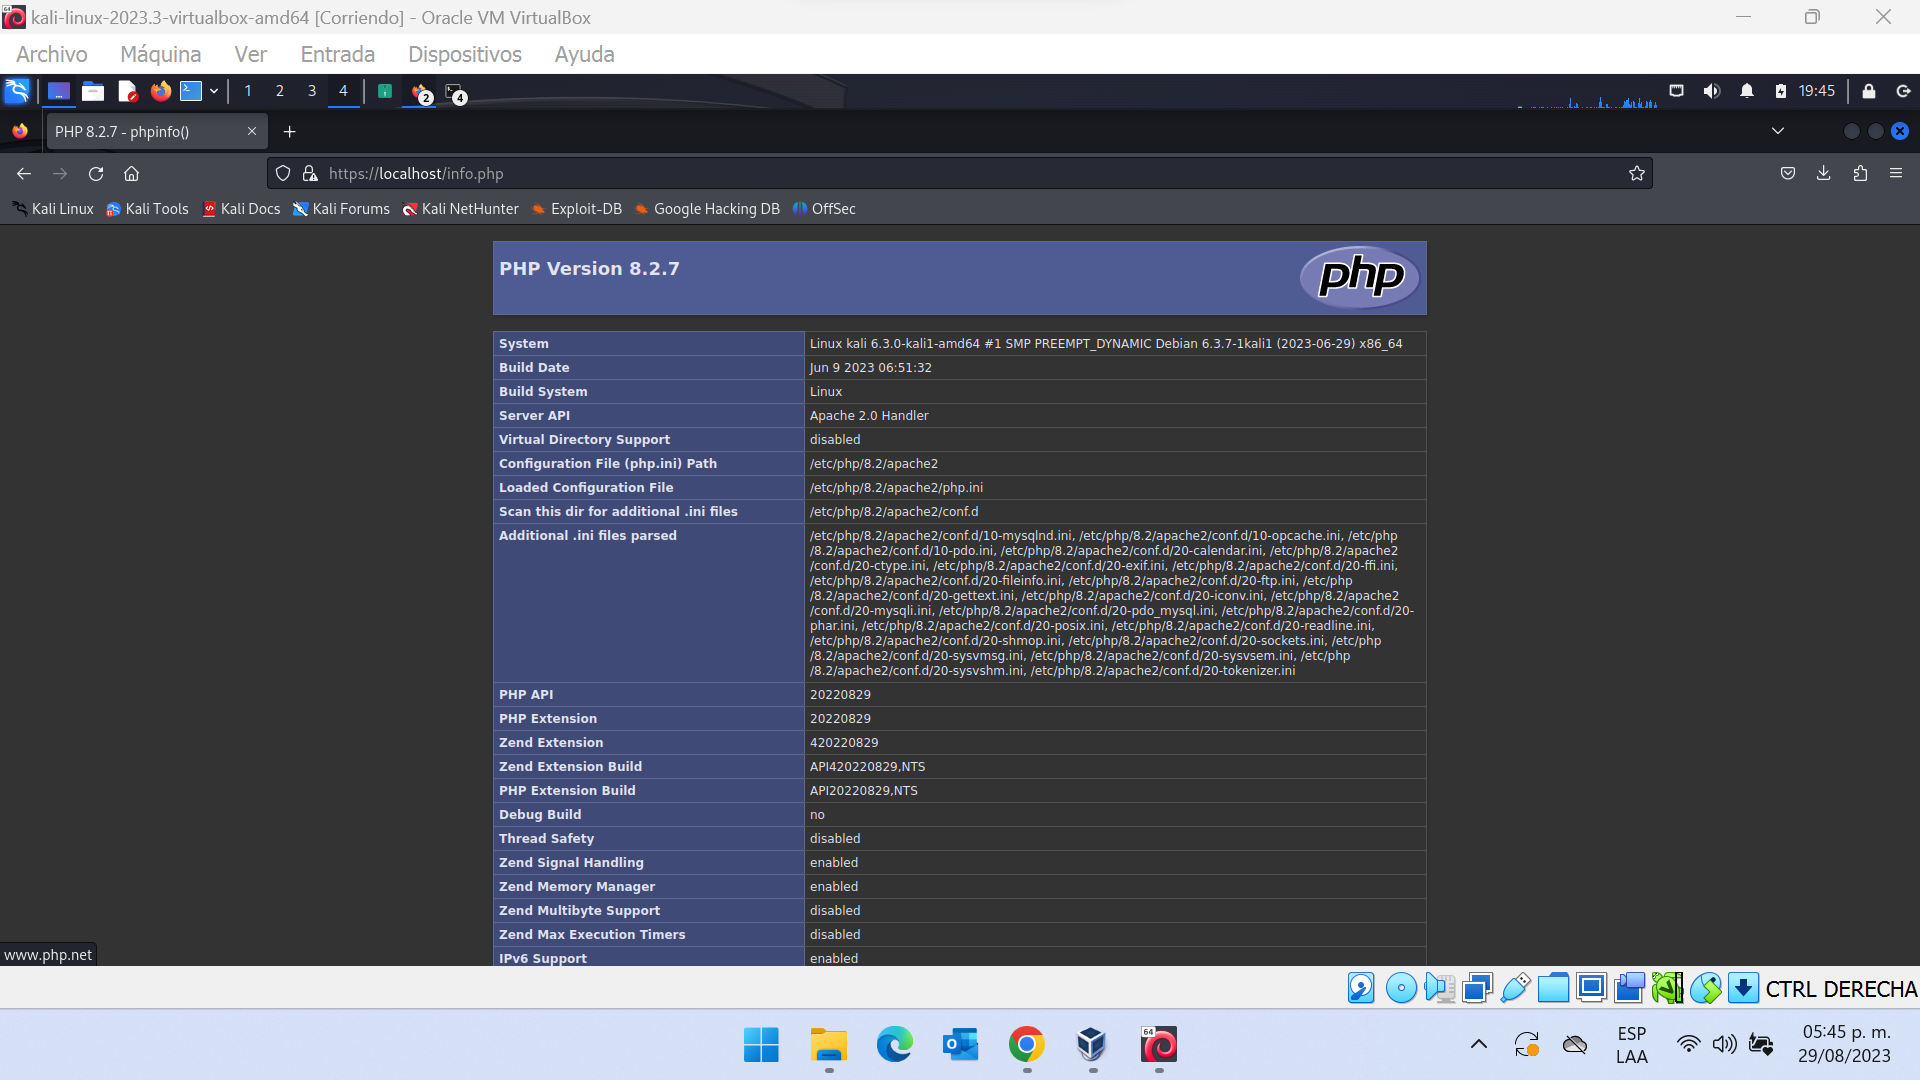 kali-linux-2023.3-virtualbox-amd64 [Corriendo] - Oracle VM VirtualBox
Archivo Máquina Ver Entrada Dispositivos Ayuda
1 2 3 4 2 4 19:45
PHP 8.2.7 - phpinfo()
https://localhost/info.php
Kali Linux Kali Tools Kali Docs Kali Forums Kali NetHunter Exploit-DB Google Hacking DB OffSec
PHP Version 8.2.7
php
System Linux kali 6.3.0-kali1-amd64 #1 SMP PREEMPT_DYNAMIC Debian 6.3.7-1kali1 (2023-06-29) x86_64
Build Date Jun 9 2023 06:51:32
Build System Linux
Server API Apache 2.0 Handler
Virtual Directory Support disabled
Configuration File (php.ini) Path /etc/php/8.2/apache2
Loaded Configuration File /etc/php/8.2/apache2/php.ini
Scan this dir for additional .ini files /etc/php/8.2/apache2/conf.d
Additional .ini files parsed /etc/php/8.2/apache2/conf.d/10-mysqlnd.ini, /etc/php/8.2/apache2/conf.d/10-opcache.ini, /etc/php
/8.2/apache2/conf.d/10-pdo.ini, /etc/php/8.2/apache2/conf.d/20-calendar.ini, /etc/php/8.2/apache2
/conf.d/20-ctype.ini, /etc/php/8.2/apache2/conf.d/20-exif.ini, /etc/php/8.2/apache2/conf.d/20-ffi.ini,
/etc/php/8.2/apache2/conf.d/20-fileinfo.ini, /etc/php/8.2/apache2/conf.d/20-ftp.ini, /etc/php
/8.2/apache2/conf.d/20-gettext.ini, /etc/php/8.2/apache2/conf.d/20-iconv.ini, /etc/php/8.2/apache2
/conf.d/20-mysqli.ini, /etc/php/8.2/apache2/conf.d/20-pdo_mysql.ini, /etc/php/8.2/apache2/conf.d/20-
phar.ini, /etc/php/8.2/apache2/conf.d/20-posix.ini, /etc/php/8.2/apache2/conf.d/20-readline.ini,
/etc/php/8.2/apache2/conf.d/20-shmop.ini, /etc/php/8.2/apache2/conf.d/20-sockets.ini, /etc/php
/8.2/apache2/conf.d/20-sysvmsg.ini, /etc/php/8.2/apache2/conf.d/20-sysvsem.ini, /etc/php
/8.2/apache2/conf.d/20-sysvshm.ini, /etc/php/8.2/apache2/conf.d/20-tokenizer.ini
PHP API 20220829
PHP Extension 20220829
Zend Extension 420220829
Zend Extension Build API420220829,NTS
PHP Extension Build API20220829,NTS
Debug Build no
Thread Safety disabled
Zend Signal Handling enabled
Zend Memory Manager enabled
Zend Multibyte Support disabled
Zend Max Execution Timers disabled
IPv6 Support enabled
www.php.net
CTRL DERECHA
64
ESP
LAA
05:45 p. m.
29/08/2023